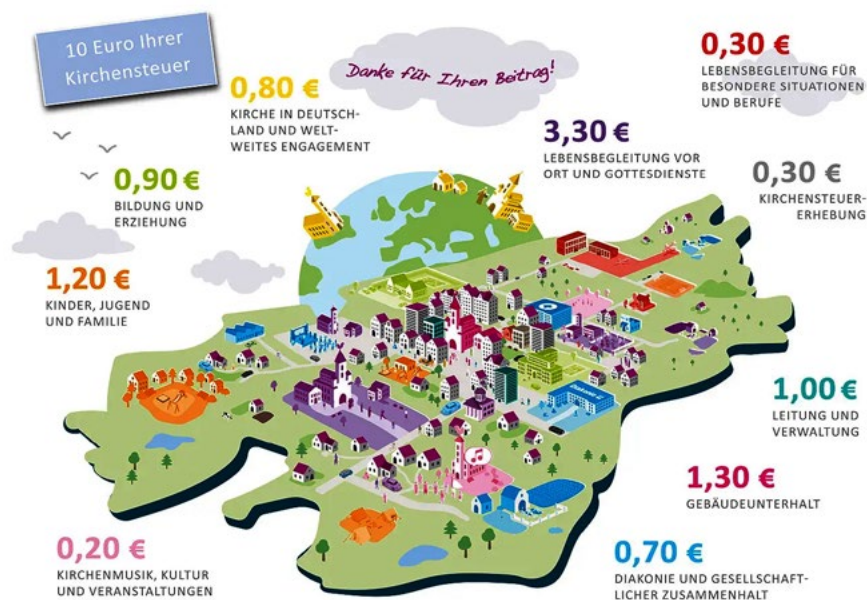 10 Euro Ihrer
Kirchensteuer
Danke für Ihren Beitrag!
0,30 €
LEBENSBEGLEITUNG FÜR
BESONDERE SITUATIONEN
UND BERUFE
0,80 €
KIRCHE IN DEUTSCH-
LAND UND WELT-
WEITES ENGAGEMENT
3,30 €
LEBENSBEGLEITUNG VOR
ORT UND GOTTESDIENSTE
0,30 €
KIRCHENSTEUER-
ERHEBUNG
0,90 €
BILDUNG UND
ERZIEHUNG
1,20 €
KINDER, JUGEND
UND FAMILIE
Diakonie
1,00 €
LEITUNG UND
VERWALTUNG
1,30 €
GEBÄUDEUNTERHALT
0,20 €
KIRCHENMUSIK, KULTUR
UND VERANSTALTUNGEN
0,70 €
DIAKONIE UND GESELLSCHAFT-
LICHER ZUSAMMENHALT